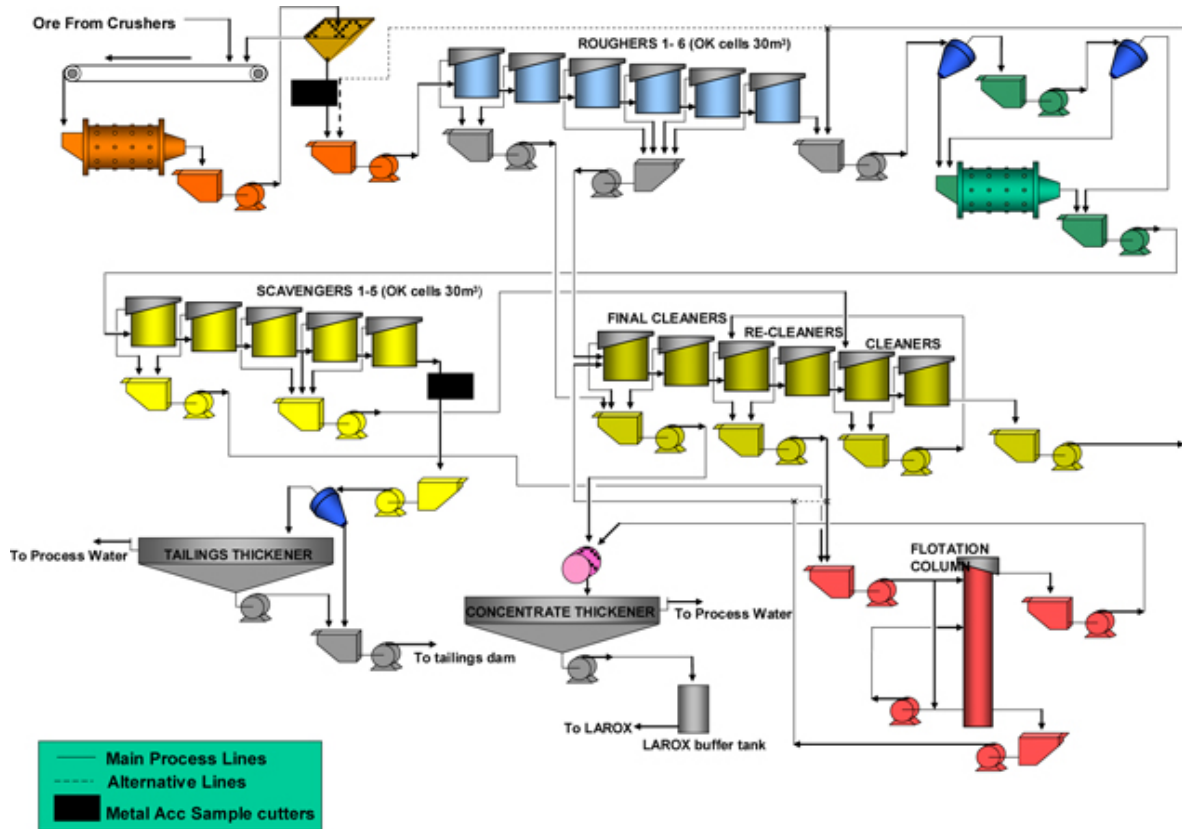 Ore From Crushers
ROUGHERS 1- 6 (OK cells 30m³)
SCAVENGERS 1-5 (OK cells 30m³)
FINAL CLEANERS
RE-CLEANERS
CLEANERS
To Process Water
TAILINGS THICKENER
To tailings dam
CONCENTRATE THICKENER
To Process Water
FLOTATION
COLUMN
To LAROX
LAROX buffer tank
Main Process Lines
Alternative Lines
Metal Acc Sample cutters